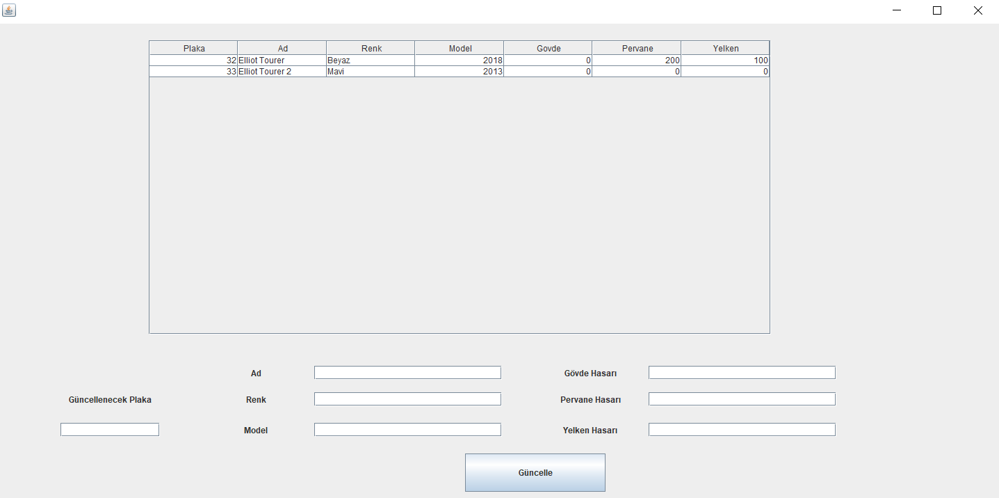 Plaka Ad Renk Model Govde Pervane Yelken
32 Elliot Tourer Beyaz 2018 0 200 100
33 Elliot Tourer 2 Mavi 2013 0 0 0
Ad Gövde Hasarı
Güncellenecek Plaka Renk Pervane Hasarı
Model Yelken Hasarı
Güncelle